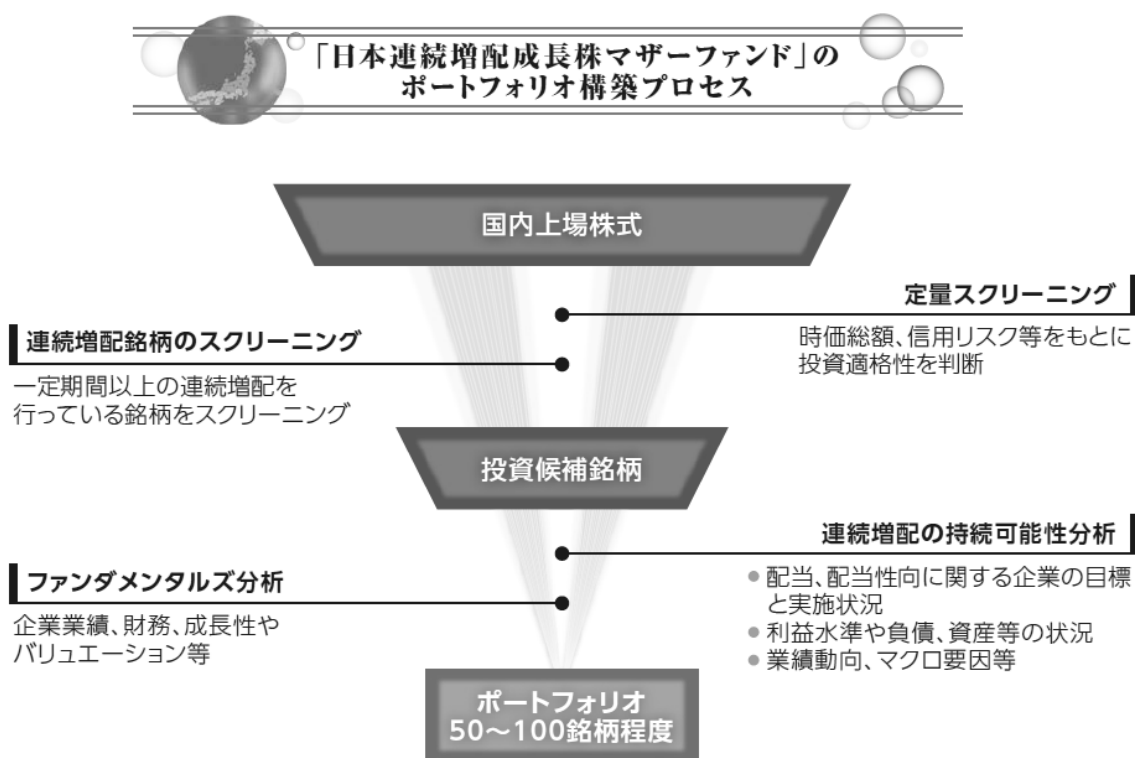 「日本連続増配成長株マザーファンド」の
ポートフォリオ構築プロセス
国内上場株式
定量スクリーニング
時価総額、信用リスク等をもとに
投資適格性を判断
連続増配銘柄のスクリーニング
一定期間以上の連続増配を
行っている銘柄をスクリーニング
投資候補銘柄
連続増配の持続可能性分析
● 配当、配当性向に関する企業の目標
と実施状況
● 利益水準や負債、資産等の状況
● 業績動向、マクロ要因等
ファンダメンタルズ分析
企業業績、財務、成長性や
バリュエーション等
ポートフォリオ
50〜100銘柄程度